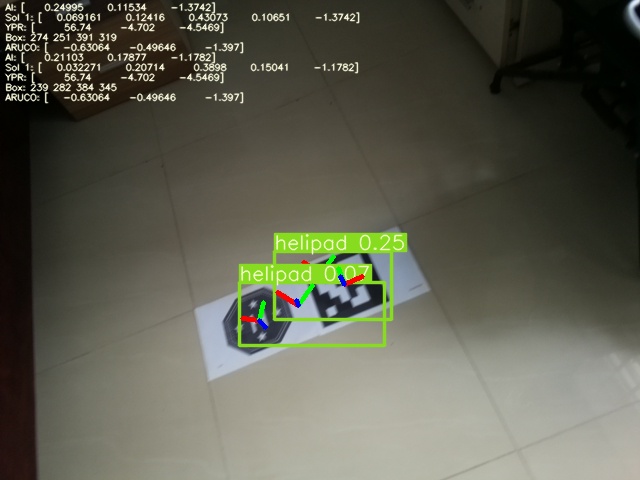 AI: [ 0.24995 0.11534 -1.3742]
Sol 1: [ 0.069161 0.12416 0.43073 0.10651 -1.3742]
YPR: [ 56.74 -4.702 -4.5469]
Box: 274 251 391 319
ARUCO: [ -0.63064 -0.49646 -1.397]
AI: [ 0.21103 0.17877 -1.1782]
Sol 1: [ 0.032271 0.20714 0.3898 0.15041 -1.1782]
YPR: [ 56.74 -4.702 -4.5469]
Box: 239 282 384 345
ARUCO: [ -0.63064 -0.49646 -1.397]
helipad 0.25
helipad 0.07